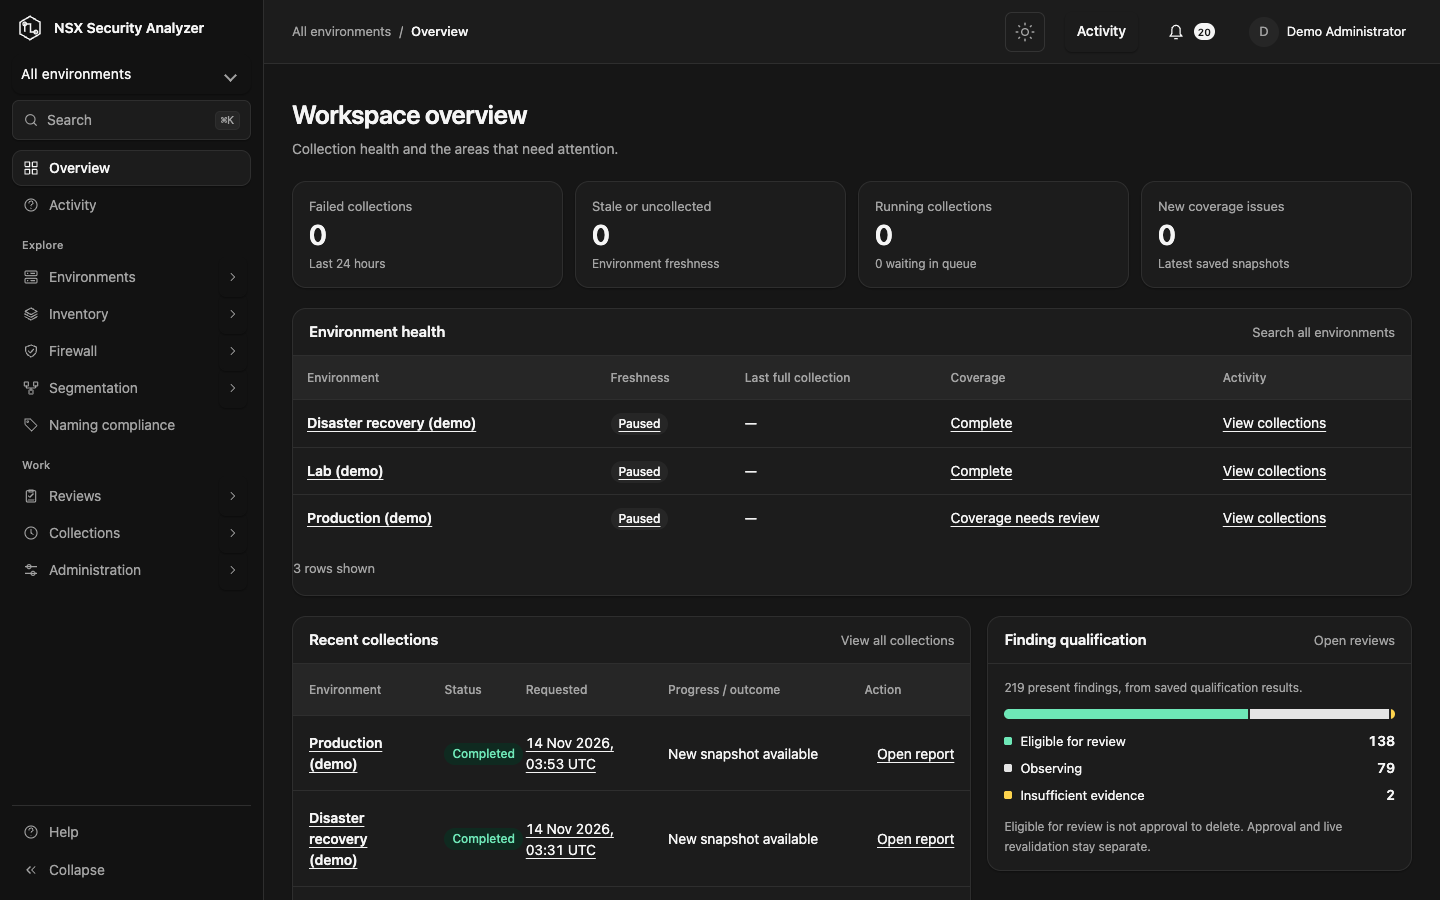 NSX Security Analyzer
All environments
Search ⌘K
Overview
Activity
Explore
Environments
Inventory
Firewall
Segmentation
Naming compliance
Work
Reviews
Collections
Administration
Help
Collapse
All environments / Overview
Activity
20
D Demo Administrator
Workspace overview
Collection health and the areas that need attention.
Failed collections
0
Last 24 hours
Stale or uncollected
0
Environment freshness
Running collections
0
0 waiting in queue
New coverage issues
0
Latest saved snapshots
Environment health Search all environments
Environment Freshness Last full collection Coverage Activity
Disaster recovery (demo) Paused — Complete View collections
Lab (demo) Paused — Complete View collections
Production (demo) Paused — Coverage needs review View collections
3 rows shown
Recent collections View all collections
Environment Status Requested Progress / outcome Action
Production (demo) Completed 14 Nov 2026, 03:53 UTC New snapshot available Open report
Disaster recovery (demo) Completed 14 Nov 2026, 03:31 UTC New snapshot available Open report
Finding qualification Open reviews
219 present findings, from saved qualification results.
Eligible for review 138
Observing 79
Insufficient evidence 2
Eligible for review is not approval to delete. Approval and live
revalidation stay separate.